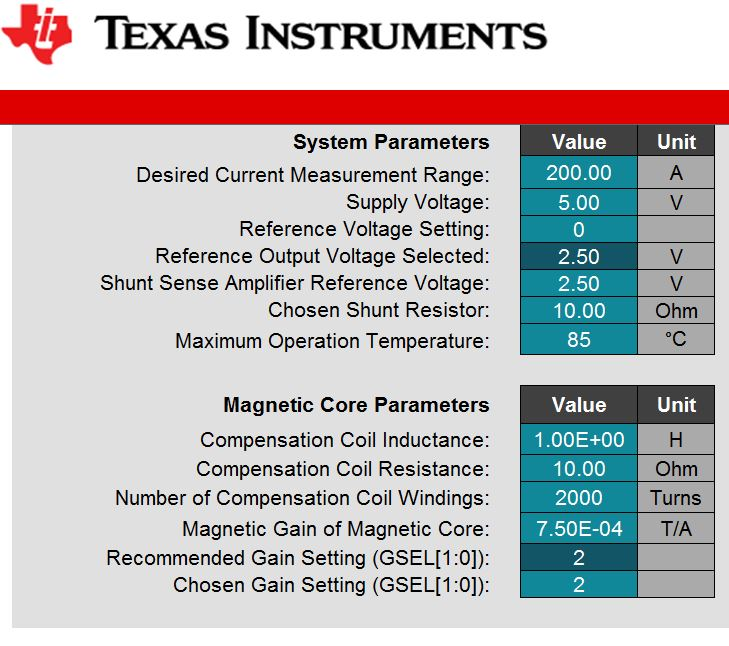 TEXAS INSTRUMENTS
System Parameters Value Unit
Desired Current Measurement Range: 200.00 A
Supply Voltage: 5.00 V
Reference Voltage Setting: 0
Reference Output Voltage Selected: 2.50 V
Shunt Sense Amplifier Reference Voltage: 2.50 V
Chosen Shunt Resistor: 10.00 Ohm
Maximum Operation Temperature: 85 °C
Magnetic Core Parameters Value Unit
Compensation Coil Inductance: 1.00E+00 H
Compensation Coil Resistance: 10.00 Ohm
Number of Compensation Coil Windings: 2000 Turns
Magnetic Gain of Magnetic Core: 7.50E-04 T/A
Recommended Gain Setting (GSEL[1:0]): 2
Chosen Gain Setting (GSEL[1:0]): 2